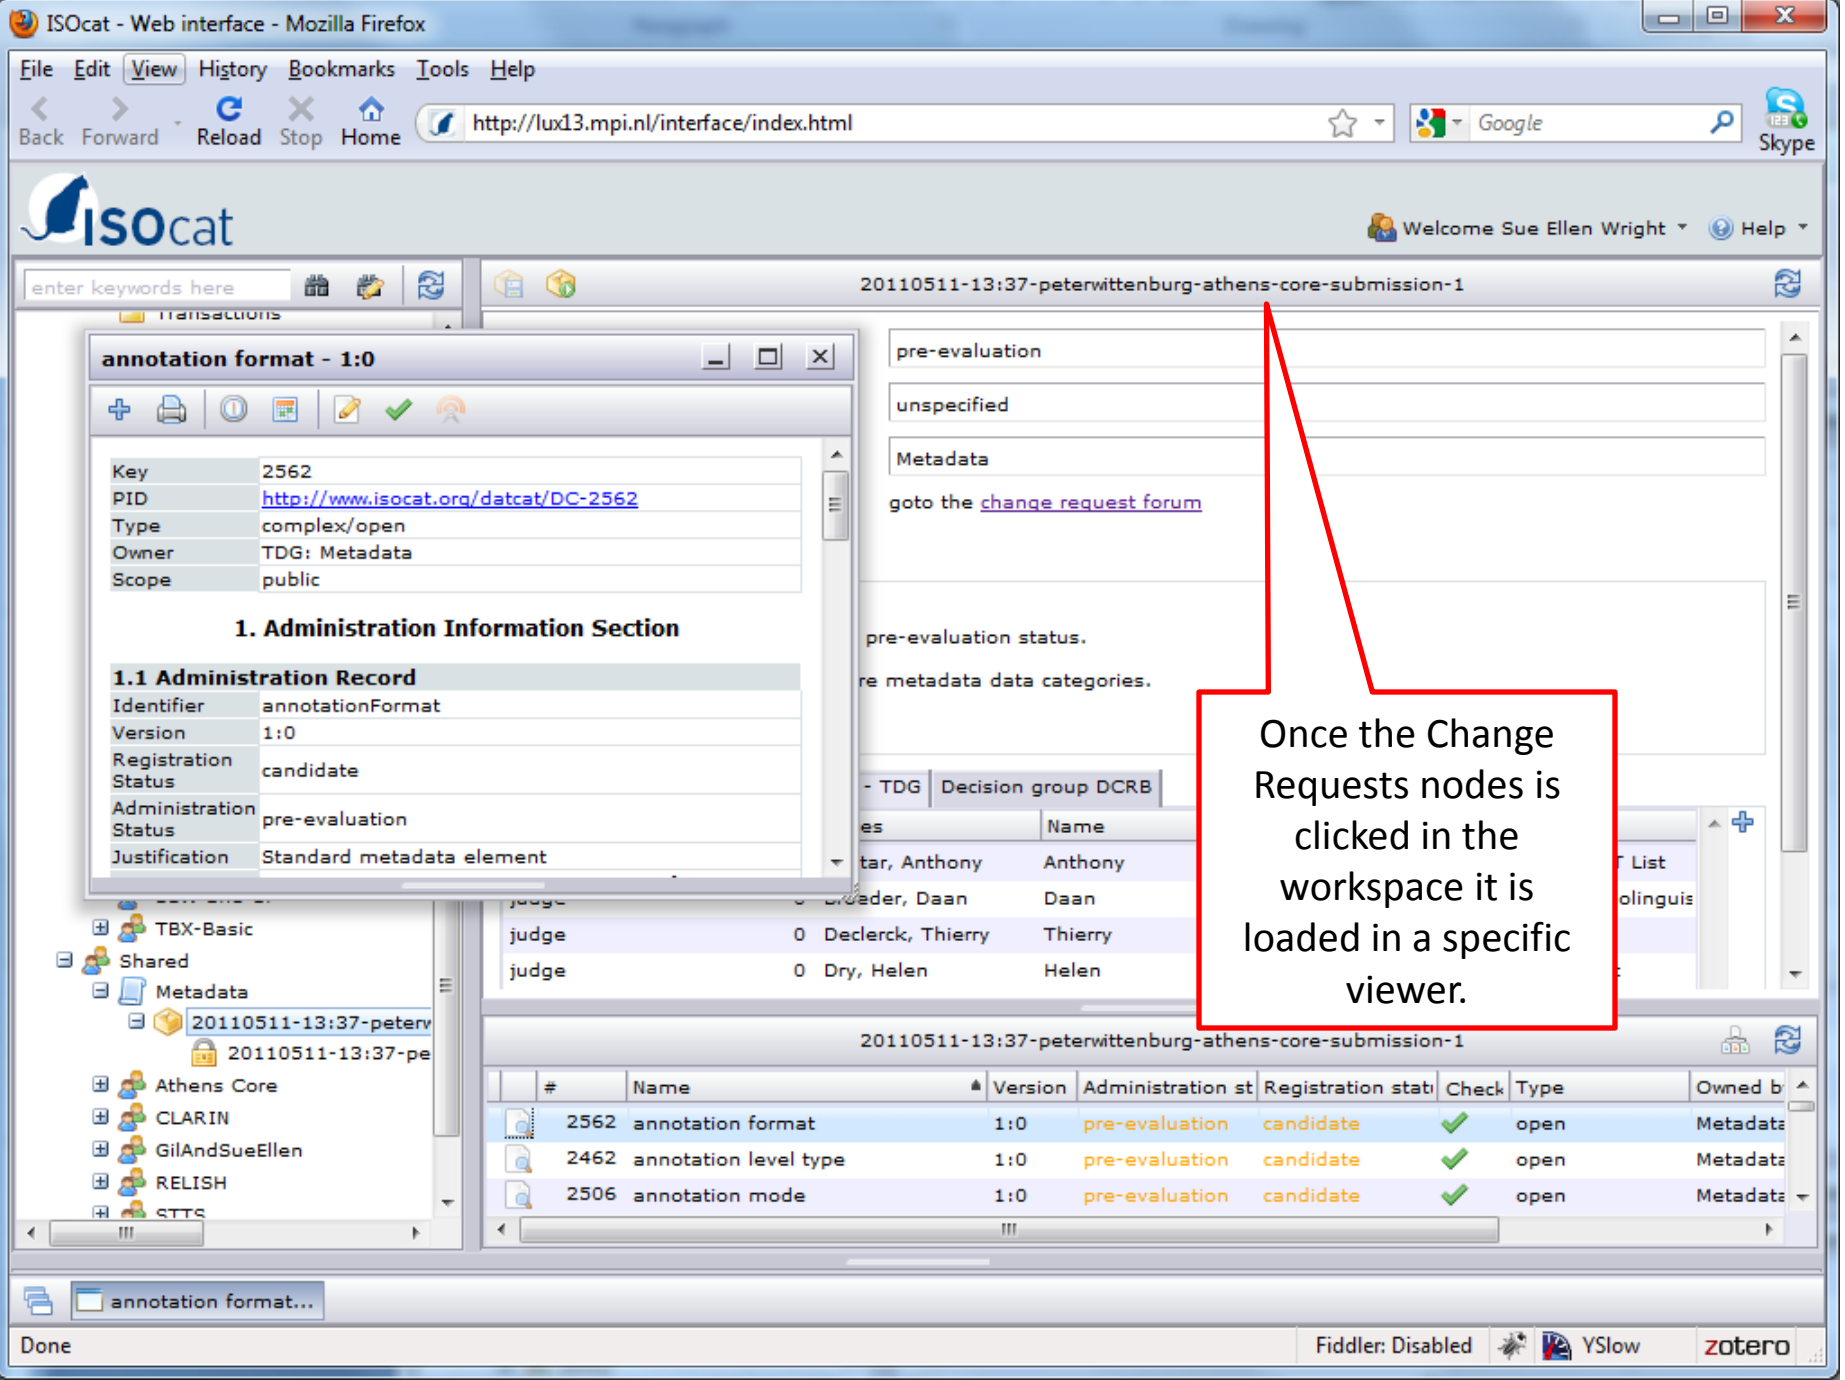 ISOcat - Web interface - Mozilla Firefox
File Edit View History Bookmarks Tools Help
Back Forward Reload Stop Home http://lux13.mpi.nl/interface/index.html Google Skype
ISOcat
Welcome Sue Ellen Wright Help
enter keywords here
20110511-13:37-peterwittenburg-athens-core-submission-1
Transactions
annotation format - 1:0
Key 2562
PID http://www.isocat.org/datcat/DC-2562
Type complex/open
Owner TDG: Metadata
Scope public
1. Administration Information Section
1.1 Administration Record
Identifier annotationFormat
Version 1:0
Registration Status candidate
Administration Status pre-evaluation
Justification Standard metadata element
pre-evaluation
unspecified
Metadata
goto the change request forum
pre-evaluation status.
re metadata data categories.
- TDG Decision group DCRB
es Name
tar, Anthony Anthony T List
judge 0 Broeder, Daan Daan olinguis
judge 0 Declerck, Thierry Thierry
judge 0 Dry, Helen Helen
Once the Change
Requests nodes is
clicked in the
workspace it is
loaded in a specific
viewer.
TBX-Basic
Shared
Metadata
20110511-13:37-peterw
20110511-13:37-pe
Athens Core
CLARIN
GilAndSueEllen
RELISH
STTS
20110511-13:37-peterwittenburg-athens-core-submission-1
# Name Version Administration st Registration statu Check Type Owned b
2562 annotation format 1:0 pre-evaluation candidate open Metadata
2462 annotation level type 1:0 pre-evaluation candidate open Metadata
2506 annotation mode 1:0 pre-evaluation candidate open Metadata
annotation format...
Done Fiddler: Disabled YSlow zotero